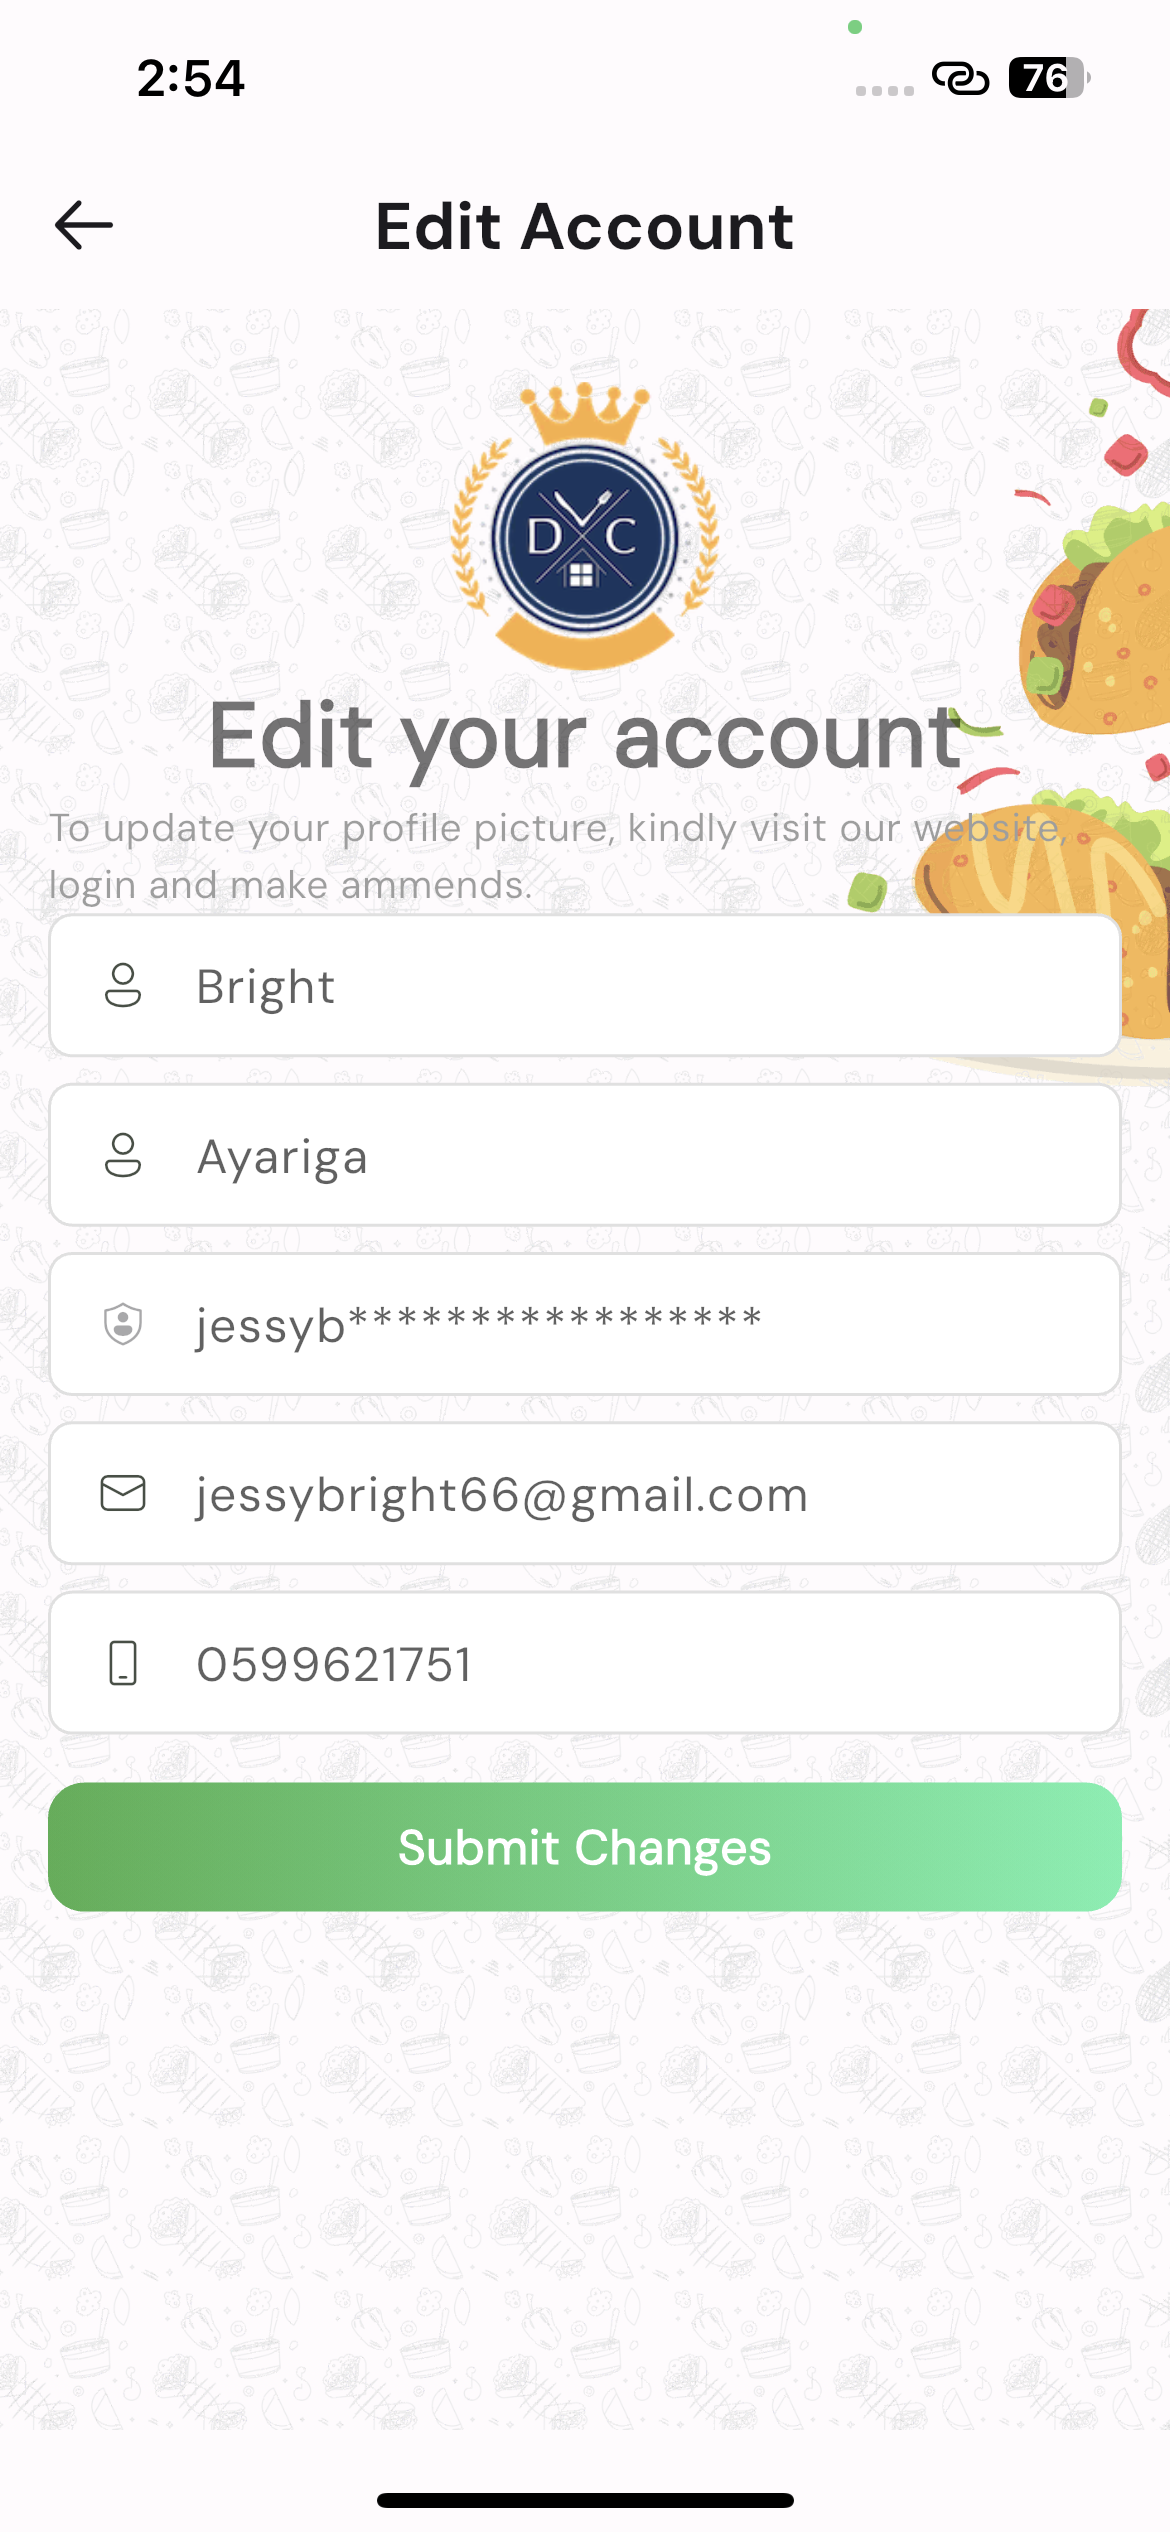 2:54
76
Edit Account
D C
Edit your account
To update your profile picture, kindly visit our website,
login and make ammends.
Bright
Ayariga
jessyb*****************
jessybright66@gmail.com
0599621751
Submit Changes